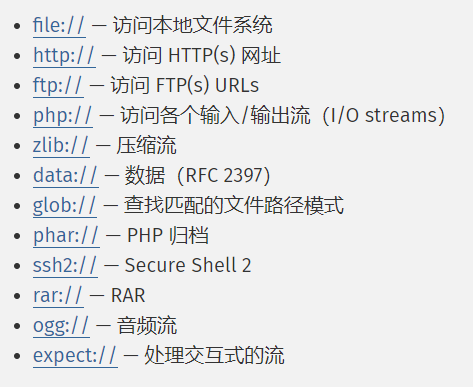 file:// — 访问本地文件系统
http:// — 访问 HTTP(s) 网址
ftp:// — 访问 FTP(s) URLs
php:// — 访问各个输入/输出流（I/O streams）
zlib:// — 压缩流
data:// — 数据（RFC 2397）
glob:// — 查找匹配的文件路径模式
phar:// — PHP 归档
ssh2:// — Secure Shell 2
rar:// — RAR
ogg:// — 音频流
expect:// — 处理交互式的流